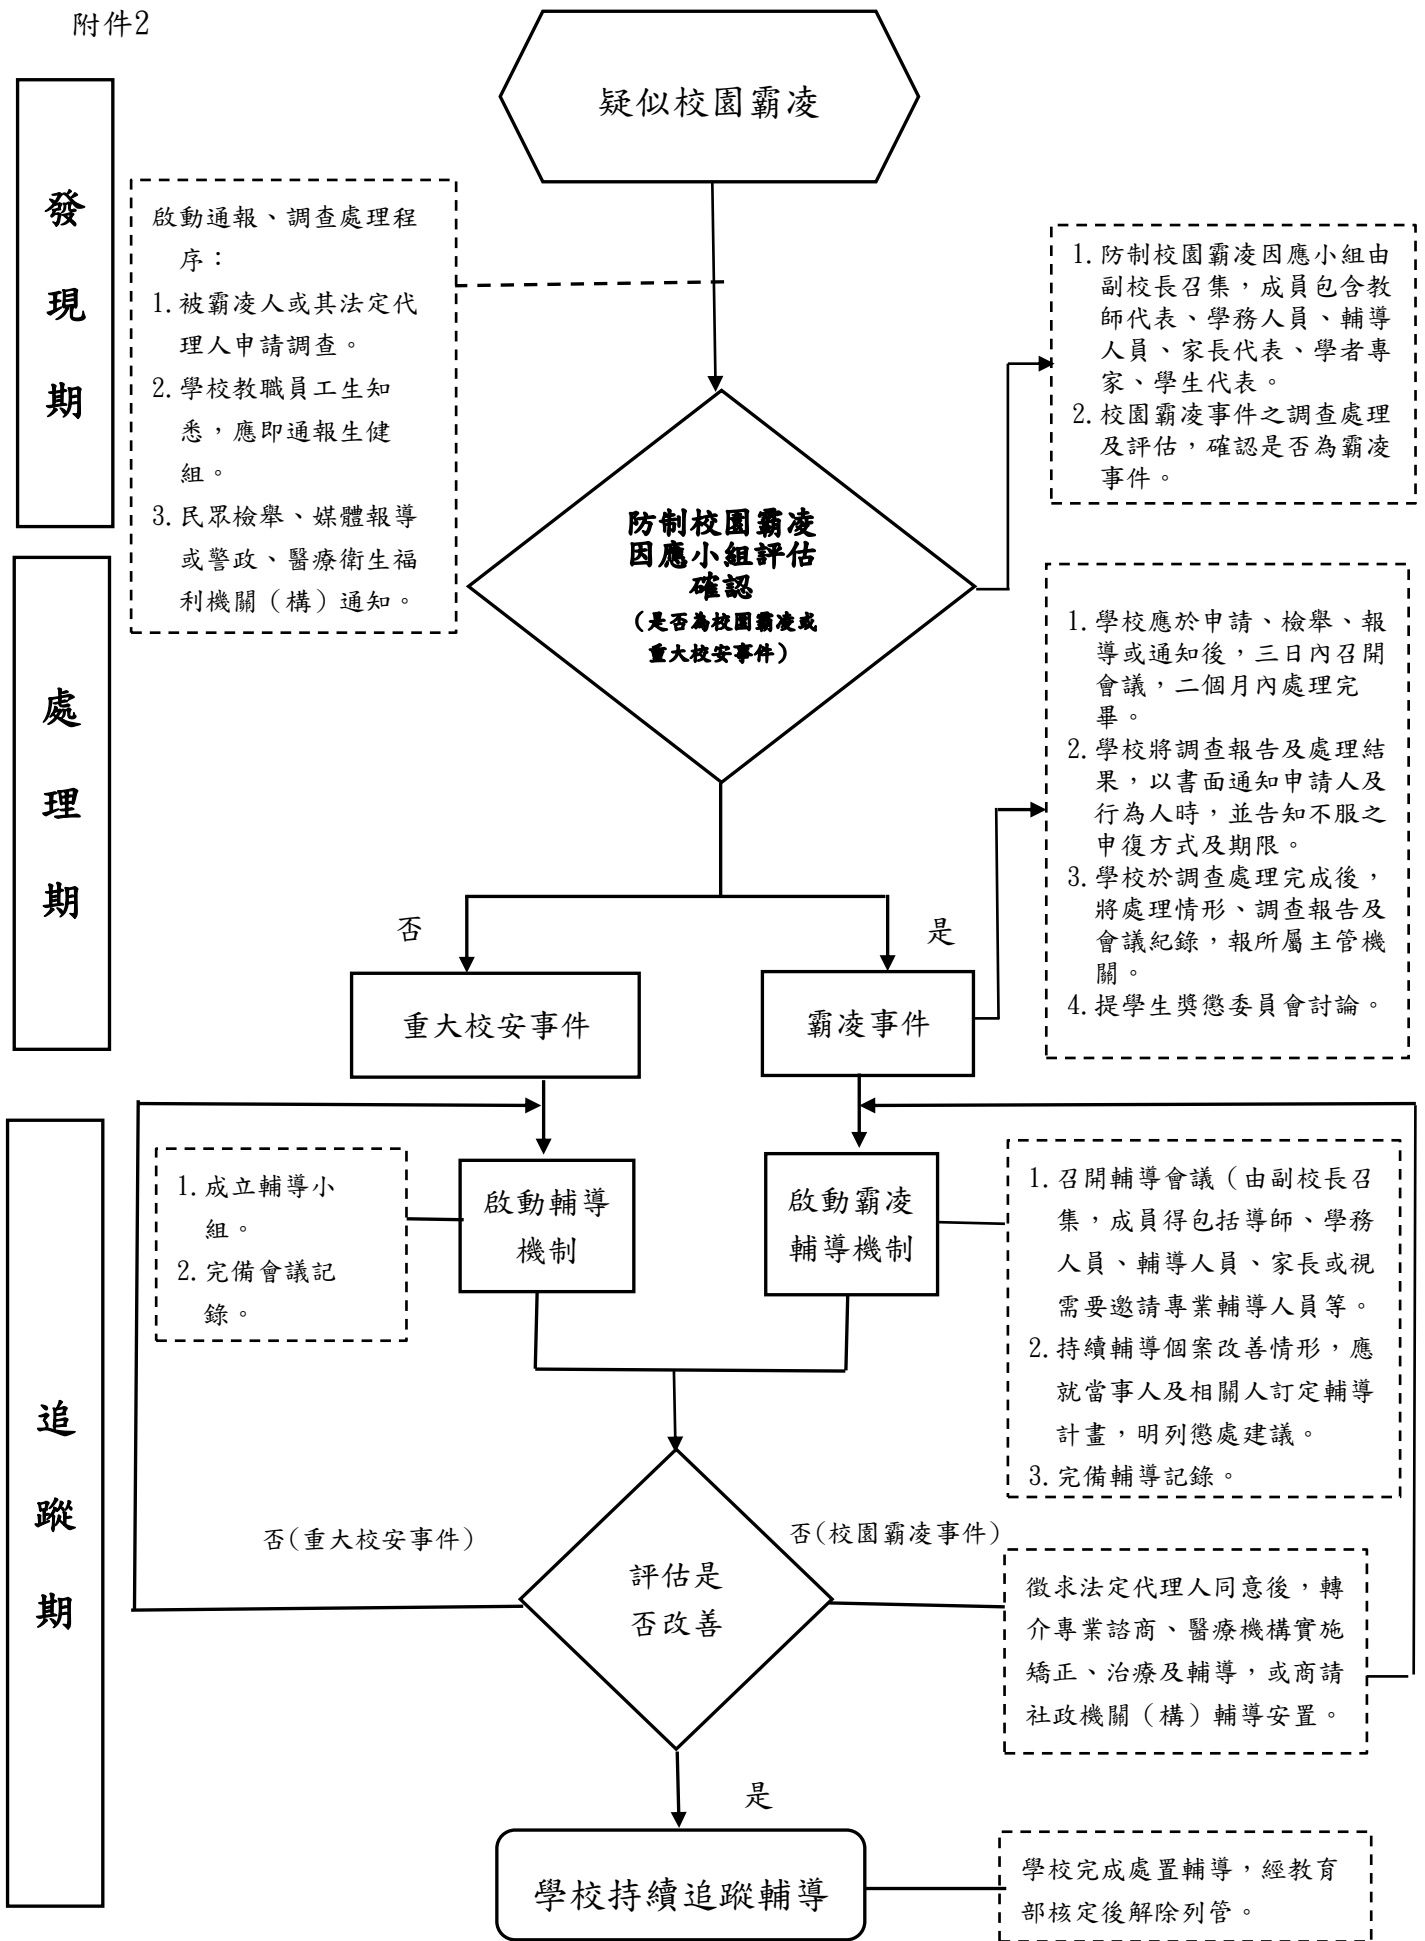 附件2
疑似校園霸凌
發
現
期
啟動通報、調查處理程
序：
1.被霸凌人或其法定代
理人申請調查。
2.學校教職員工生知
悉，應即通報生健
組。
3.民眾檢舉、媒體報導
或警政、醫療衛生福
利機關（構）通知。
1.防制校園霸凌因應小組由
副校長召集，成員包含教
師代表、學務人員、輔導
人員、家長代表、學者專
家、學生代表。
2.校園霸凌事件之調查處理
及評估，確認是否為霸凌
事件。
防制校園霸凌
因應小組評估
確認
（是否為校園霸凌或
重大校安事件）
處
理
期
1.學校應於申請、檢舉、報
導或通知後，三日內召開
會議，二個月內處理完
畢。
2.學校將調查報告及處理結
果，以書面通知申請人及
行為人時，並告知不服之
申復方式及期限。
3.學校於調查處理完成後，
將處理情形、調查報告及
會議紀錄，報所屬主管機
關。
4.提學生獎懲委員會討論。
否
是
重大校安事件
霸凌事件
追
蹤
期
1.成立輔導小
組。
2.完備會議記
錄。
啟動輔導
機制
啟動霸凌
輔導機制
1.召開輔導會議（由副校長召
集，成員得包括導師、學務
人員、輔導人員、家長或視
需要邀請專業輔導人員等。
2.持續輔導個案改善情形，應
就當事人及相關人訂定輔導
計畫，明列懲處建議。
3.完備輔導記錄。
否(重大校安事件)
否(校園霸凌事件)
評估是
否改善
徵求法定代理人同意後，轉
介專業諮商、醫療機構實施
矯正、治療及輔導，或商請
社政機關（構）輔導安置。
是
學校持續追蹤輔導
學校完成處置輔導，經教育
部核定後解除列管。